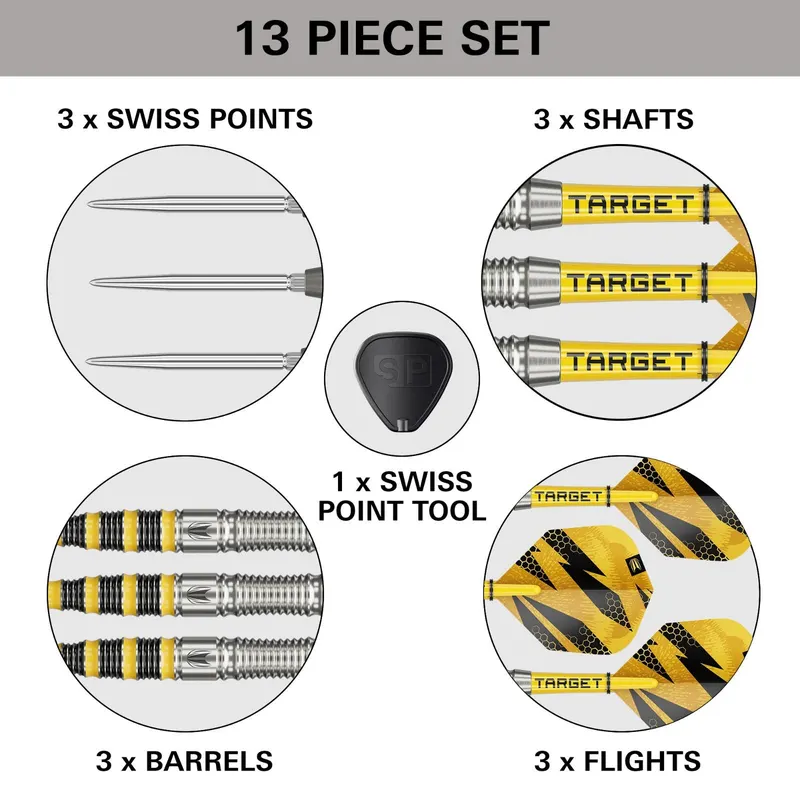 13 PIECE SET
3 x SWISS POINTS
3 x SHAFTS
TARGET
TARGET
TARGET
SP
1 x SWISS
POINT TOOL
TARGET
TARGET
3 x BARRELS
3 x FLIGHTS